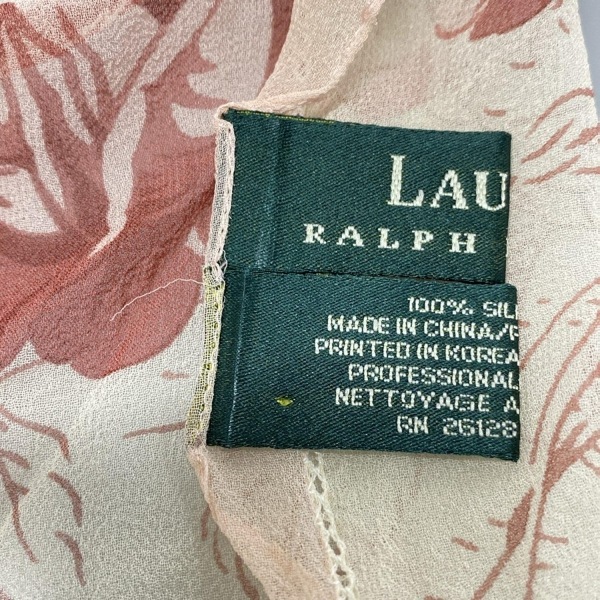 LAU
RALPH
100% SIL
MADE IN CHINA/F
PRINTED IN KOREA
PROFESSIONAL
NETTOYAGE A
RN 26128